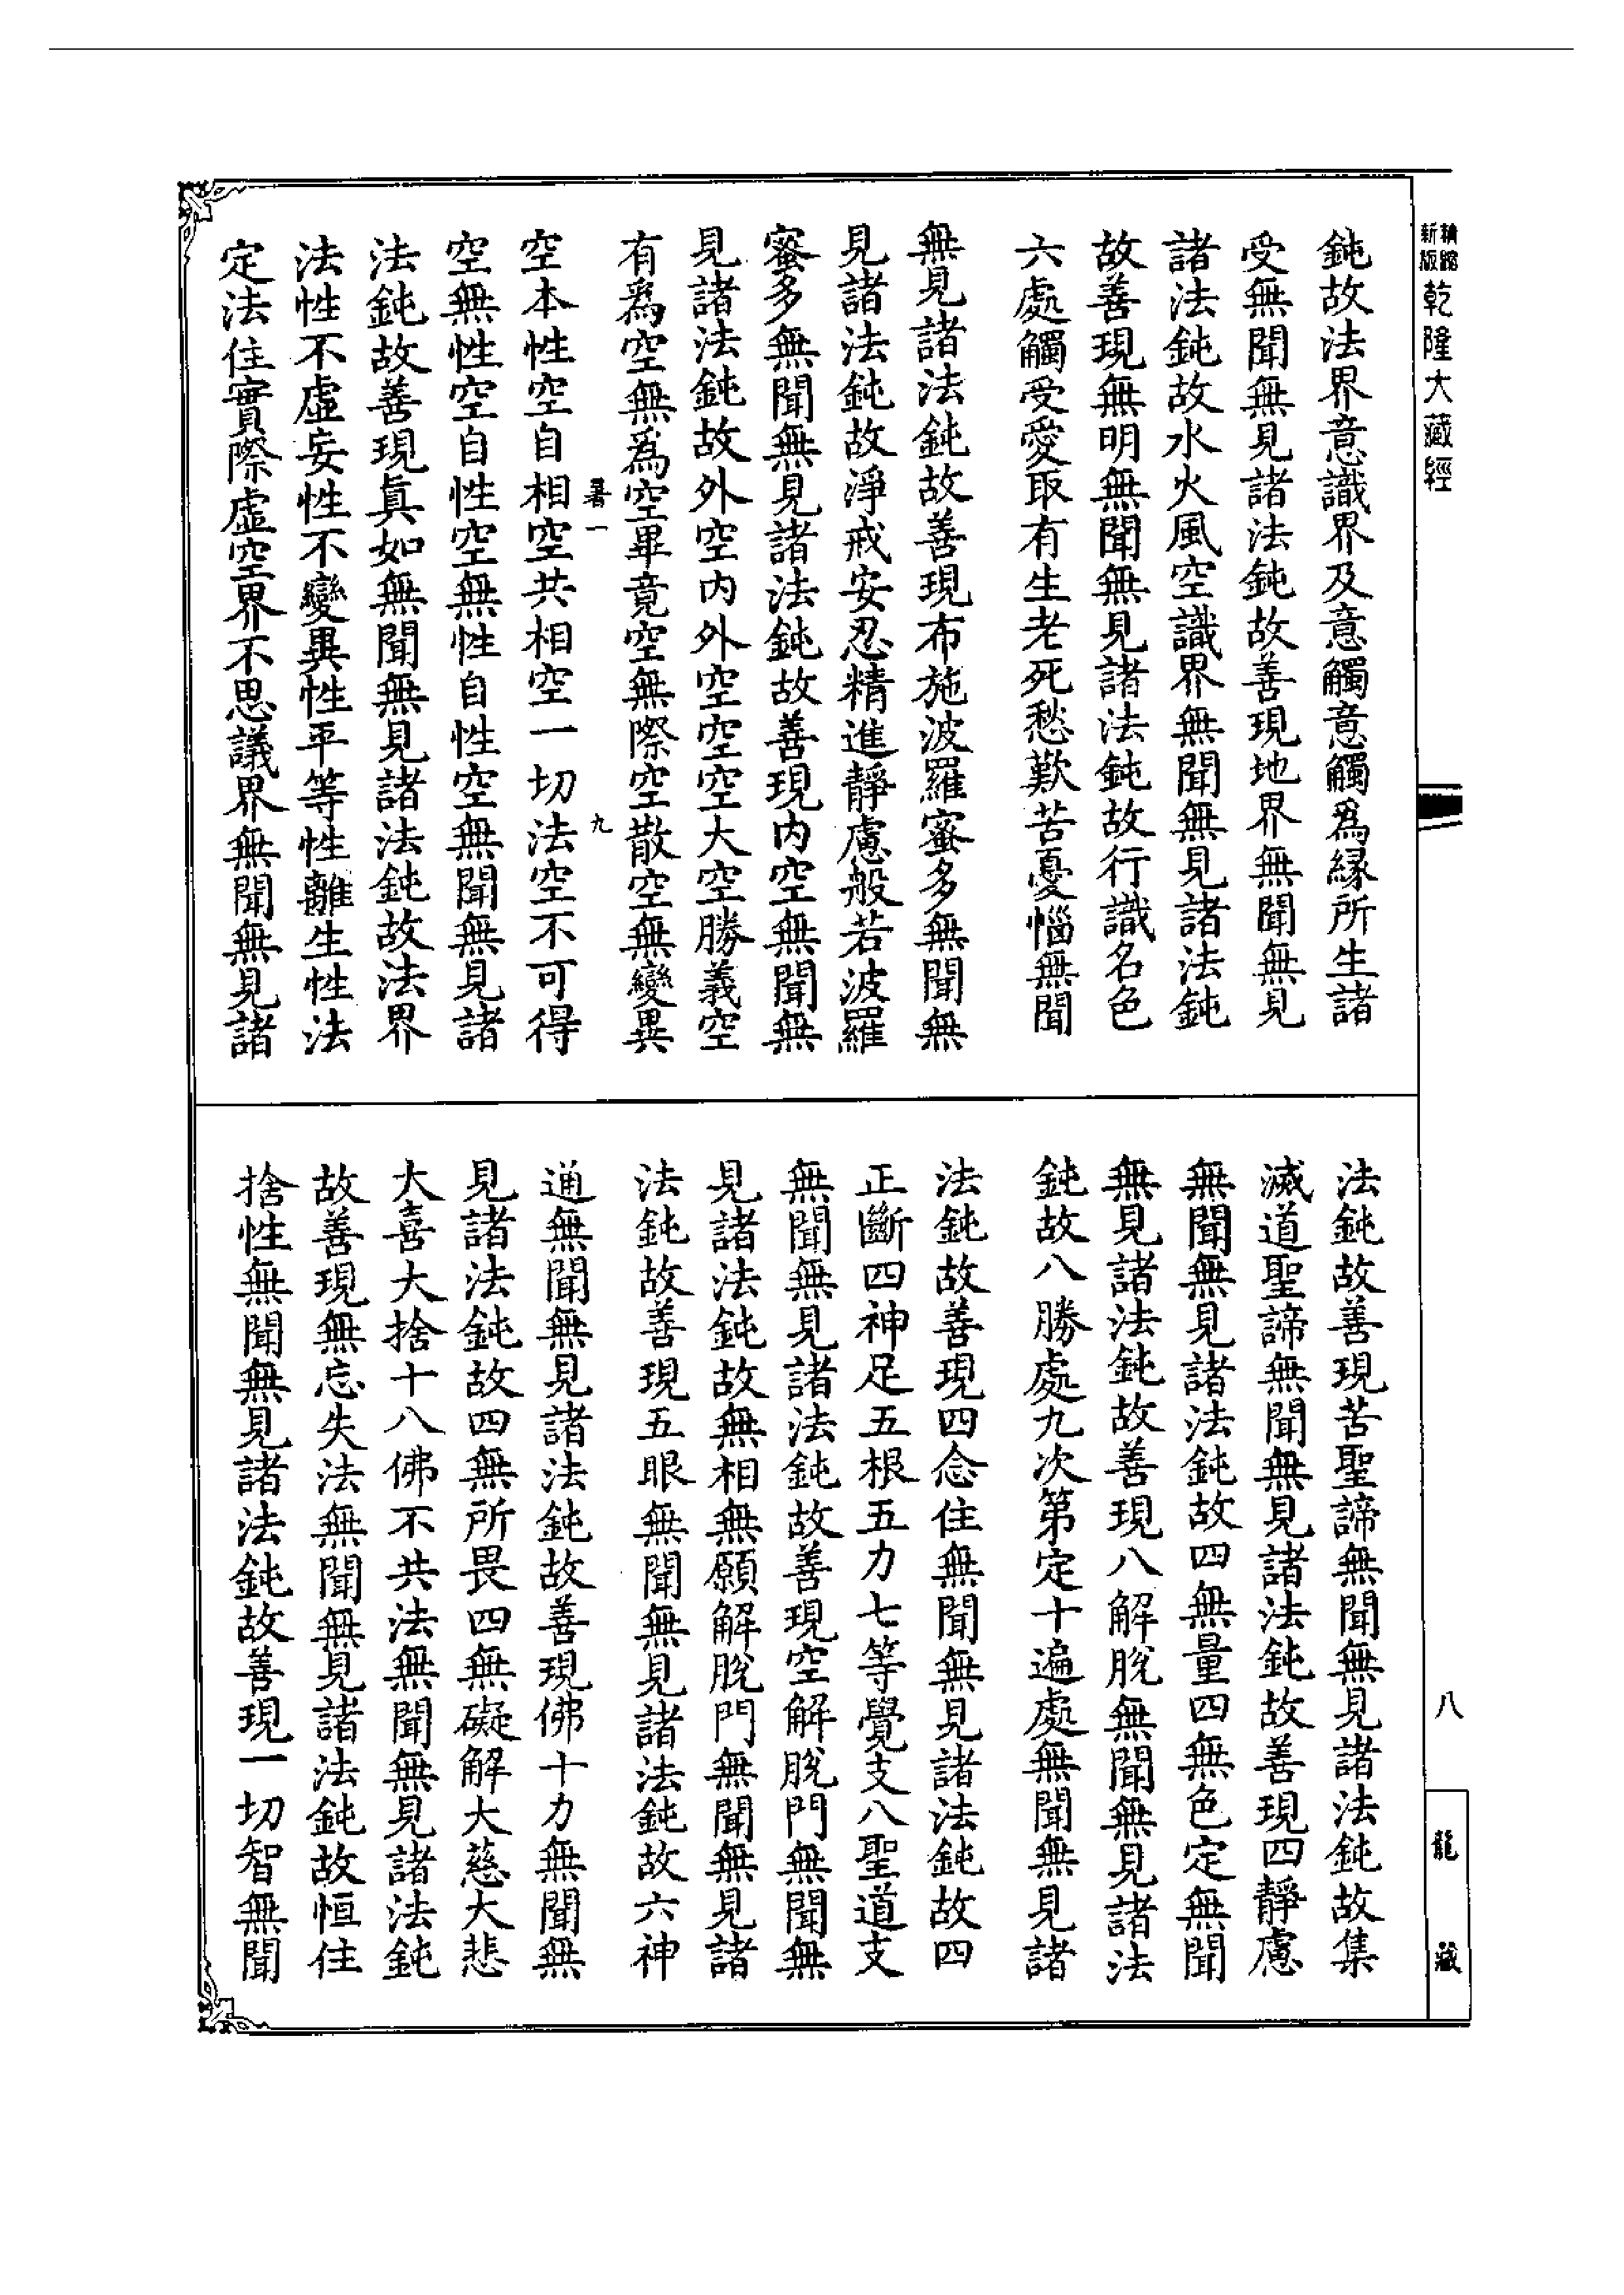 精縮
新版
乾隆大藏經
鈍故法界意識界及意觸意觸爲緣所生諸
受無聞無見諸法鈍故善現地界無聞無見
諸法鈍故水火風空識界無聞無見諸法鈍
故善現無明無聞無見諸法鈍故行識名色
六處觸受愛取有生老死愁歎苦憂惱無聞
無見諸法鈍故善現布施波羅蜜多無聞無
見諸法鈍故淨戒安忍精進靜慮般若波羅
蜜多無聞無見諸法鈍故善現內空無聞無
見諸法鈍故外空內外空空空大空勝義空
有爲空無爲空畢竟空無際空散空無變異
暑一
九
空本性空自相空共相空一切法空不可得
空無性空自性空無性自性空無聞無見諸
法鈍故善現真如無聞無見諸法鈍故法界
法性不虛妄性不變異性平等性離生性法
定法住實際虛空界不思議界無聞無見諸
法鈍故善現苦聖諦無聞無見諸法鈍故集
滅道聖諦無聞無見諸法鈍故善現四靜慮
無聞無見諸法鈍故四無量四無色定無聞
無見諸法鈍故善現八解脫無聞無見諸法
鈍故八勝處九次第定十遍處無聞無見諸
法鈍故善現四念住無聞無見諸法鈍故四
正斷四神足五根五力七等覺支八聖道支
無聞無見諸法鈍故善現空解脫門無聞無
見諸法鈍故無相無願解脫門無聞無見諸
法鈍故善現五眼無聞無見諸法鈍故六神
通無聞無見諸法鈍故善現佛十力無聞無
見諸法鈍故四無所畏四無礙解大慈大悲
大喜大捨十八佛不共法無聞無見諸法鈍
故善現無忘失法無聞無見諸法鈍故恒住
捨性無聞無見諸法鈍故善現一切智無聞
八
龍藏